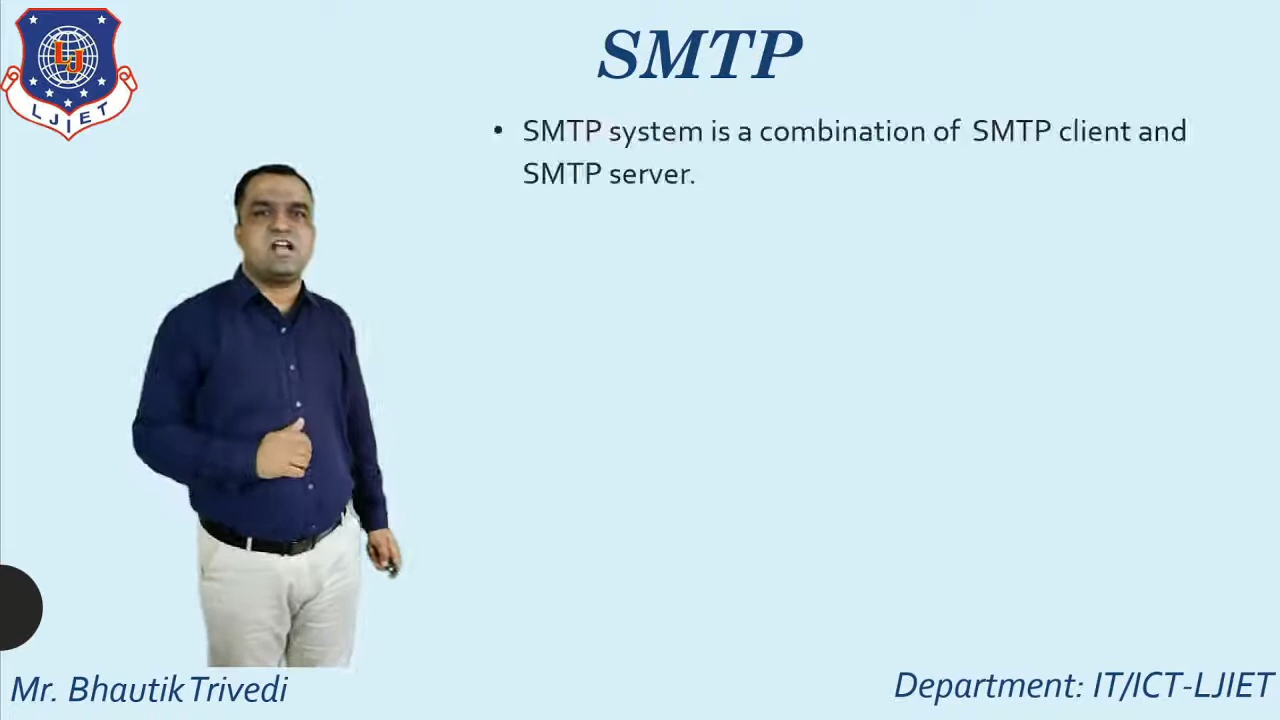 LJ
LJIET
SMTP
• SMTP system is a combination of SMTP client and
SMTP server.
Mr. Bhautik Trivedi
Department: IT/ICT-LJIET